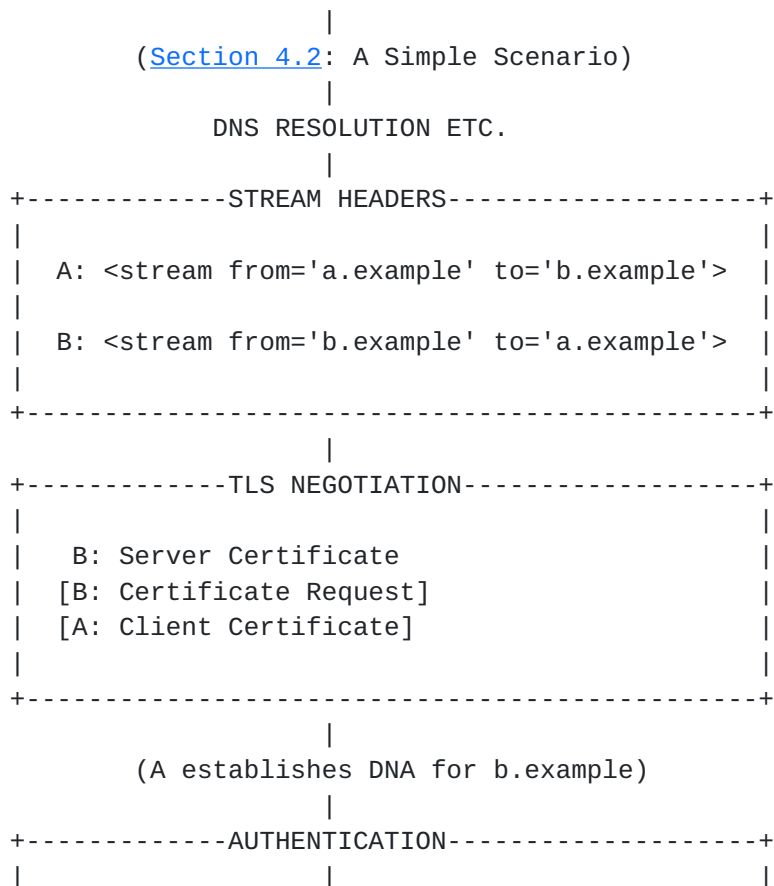 |
        (Section 4.2: A Simple Scenario)
                    |
             DNS RESOLUTION ETC.
                    |
+-------------STREAM HEADERS--------------------+
|                                               |
|  A: <stream from='a.example' to='b.example'>  |
|                                               |
|  B: <stream from='b.example' to='a.example'>  |
|                                               |
+-----------------------------------------------+
                    |
+-------------TLS NEGOTIATION-------------------+
|                                               |
|   B: Server Certificate                       |
|  [B: Certificate Request]                     |
|  [A: Client Certificate]                      |
|                                               |
+-----------------------------------------------+
                    |
        (A establishes DNA for b.example)
                    |
+-------------AUTHENTICATION--------------------+
|                   |                           |